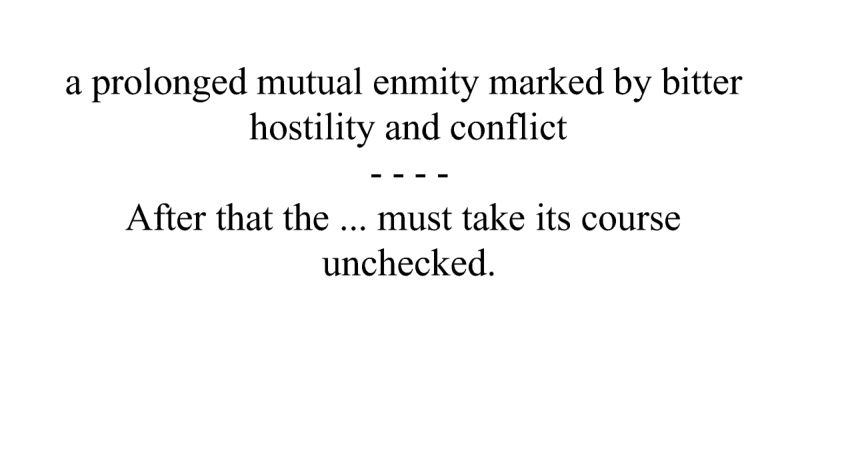 a prolonged mutual enmity marked by bitter
hostility and conflict
- - - -
After that the ... must take its course
unchecked.